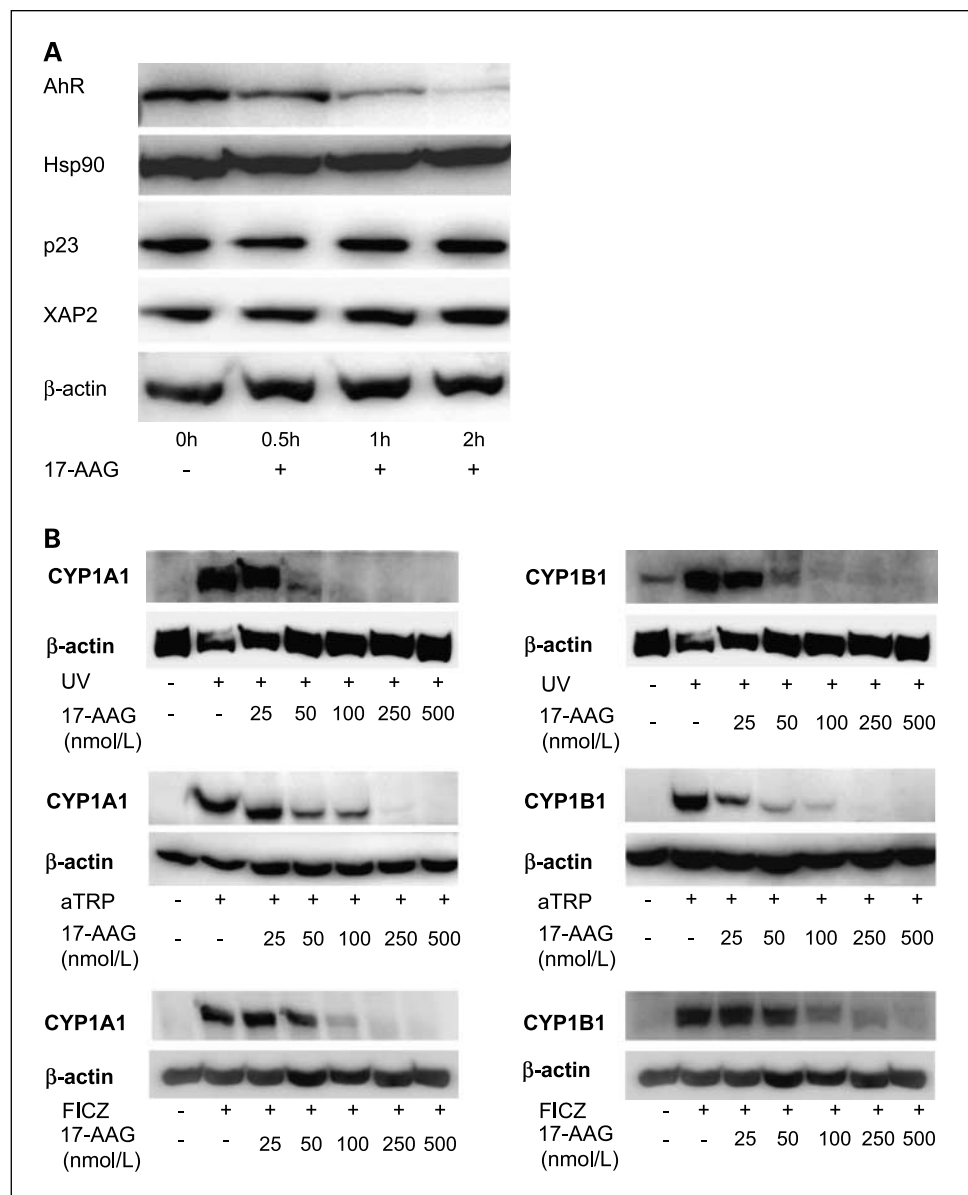 A
AhR
Hsp90
p23
XAP2
β-actin
0h 0.5h 1h 2h
17-AAG - + + +
B
CYP1A1
β-actin
UV - + + + + + +
17-AAG - - 25 50 100 250 500
(nmol/L)
CYP1B1
β-actin
UV - + + + + + +
17-AAG - - 25 50 100 250 500
(nmol/L)
CYP1A1
β-actin
aTRP - + + + + + +
17-AAG - - 25 50 100 250 500
(nmol/L)
CYP1B1
β-actin
aTRP - + + + + + +
17-AAG - - 25 50 100 250 500
(nmol/L)
CYP1A1
β-actin
FICZ - + + + + + +
17-AAG - - 25 50 100 250 500
(nmol/L)
CYP1B1
β-actin
FICZ - + + + + + +
17-AAG - - 25 50 100 250 500
(nmol/L)